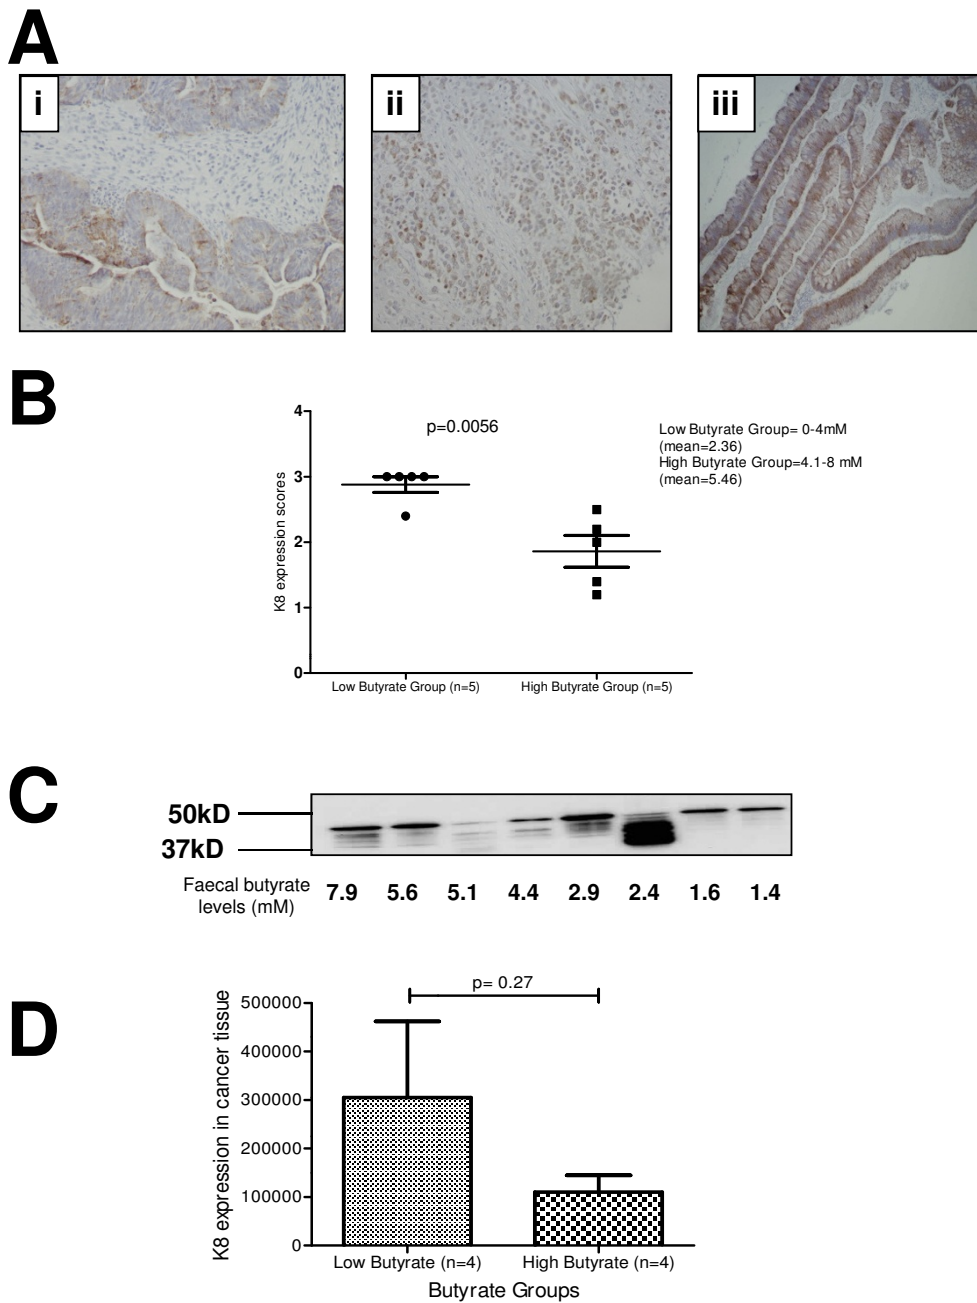 A
i
ii
iii
B
4
3
2
1
0
K8 expression scores
p=0.0056
Low Butyrate Group= 0-4mM
(mean=2.36)
High Butyrate Group=4.1-8 mM
(mean=5.46)
Low Butyrate Group (n=5)
High Butyrate Group (n=5)
C
50kD
37kD
Faecal butyrate
levels (mM)
7.9 5.6 5.1 4.4 2.9 2.4 1.6 1.4
D
K8 expression in cancer tissue
500000
400000
300000
200000
100000
0
p= 0.27
Low Butyrate (n=4)
High Butyrate (n=4)
Butyrate Groups